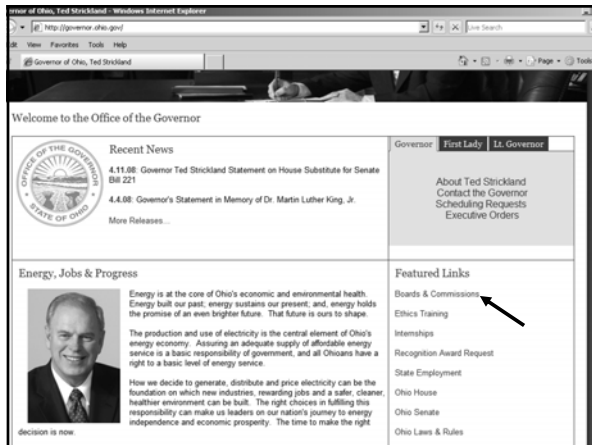 ernor of Ohio, Ted Strickland - Windows Internet Explorer
http://governor.ohio.gov/
Live Search
dit View Favorites Tools Help
Governor of Ohio, Ted Strickland
Page
Tools
Welcome to the Office of the Governor
OFFICE OF THE GOVERNOR
STATE OF OHIO
Recent News
4.11.08: Governor Ted Strickland Statement on House Substitute for Senate
Bill 221
4.4.08: Governor's Statement in Memory of Dr. Martin Luther King, Jr.
More Releases...
Governor First Lady Lt. Governor
About Ted Strickland
Contact the Governor
Scheduling Requests
Executive Orders
Energy, Jobs & Progress
Energy is at the core of Ohio's economic and environmental health.
Energy built our past; energy sustains our present; and, energy holds
the promise of an even brighter future. That future is ours to shape.
The production and use of electricity is the central element of Ohio's
energy economy. Assuring an adequate supply of affordable energy
service is a basic responsibility of government, and all Ohioans have a
right to a basic level of energy service.
How we decide to generate, distribute and price electricity can be the
foundation on which new industries, rewarding jobs and a safer, cleaner,
healthier environment can be built. The right choices in fulfilling this
responsibility can make us leaders on our nation's journey to energy
independence and economic prosperity. The time to make the right
decision is now.
Featured Links
Boards & Commissions
Ethics Training
Internships
Recognition Award Request
State Employment
Ohio House
Ohio Senate
Ohio Laws & Rules